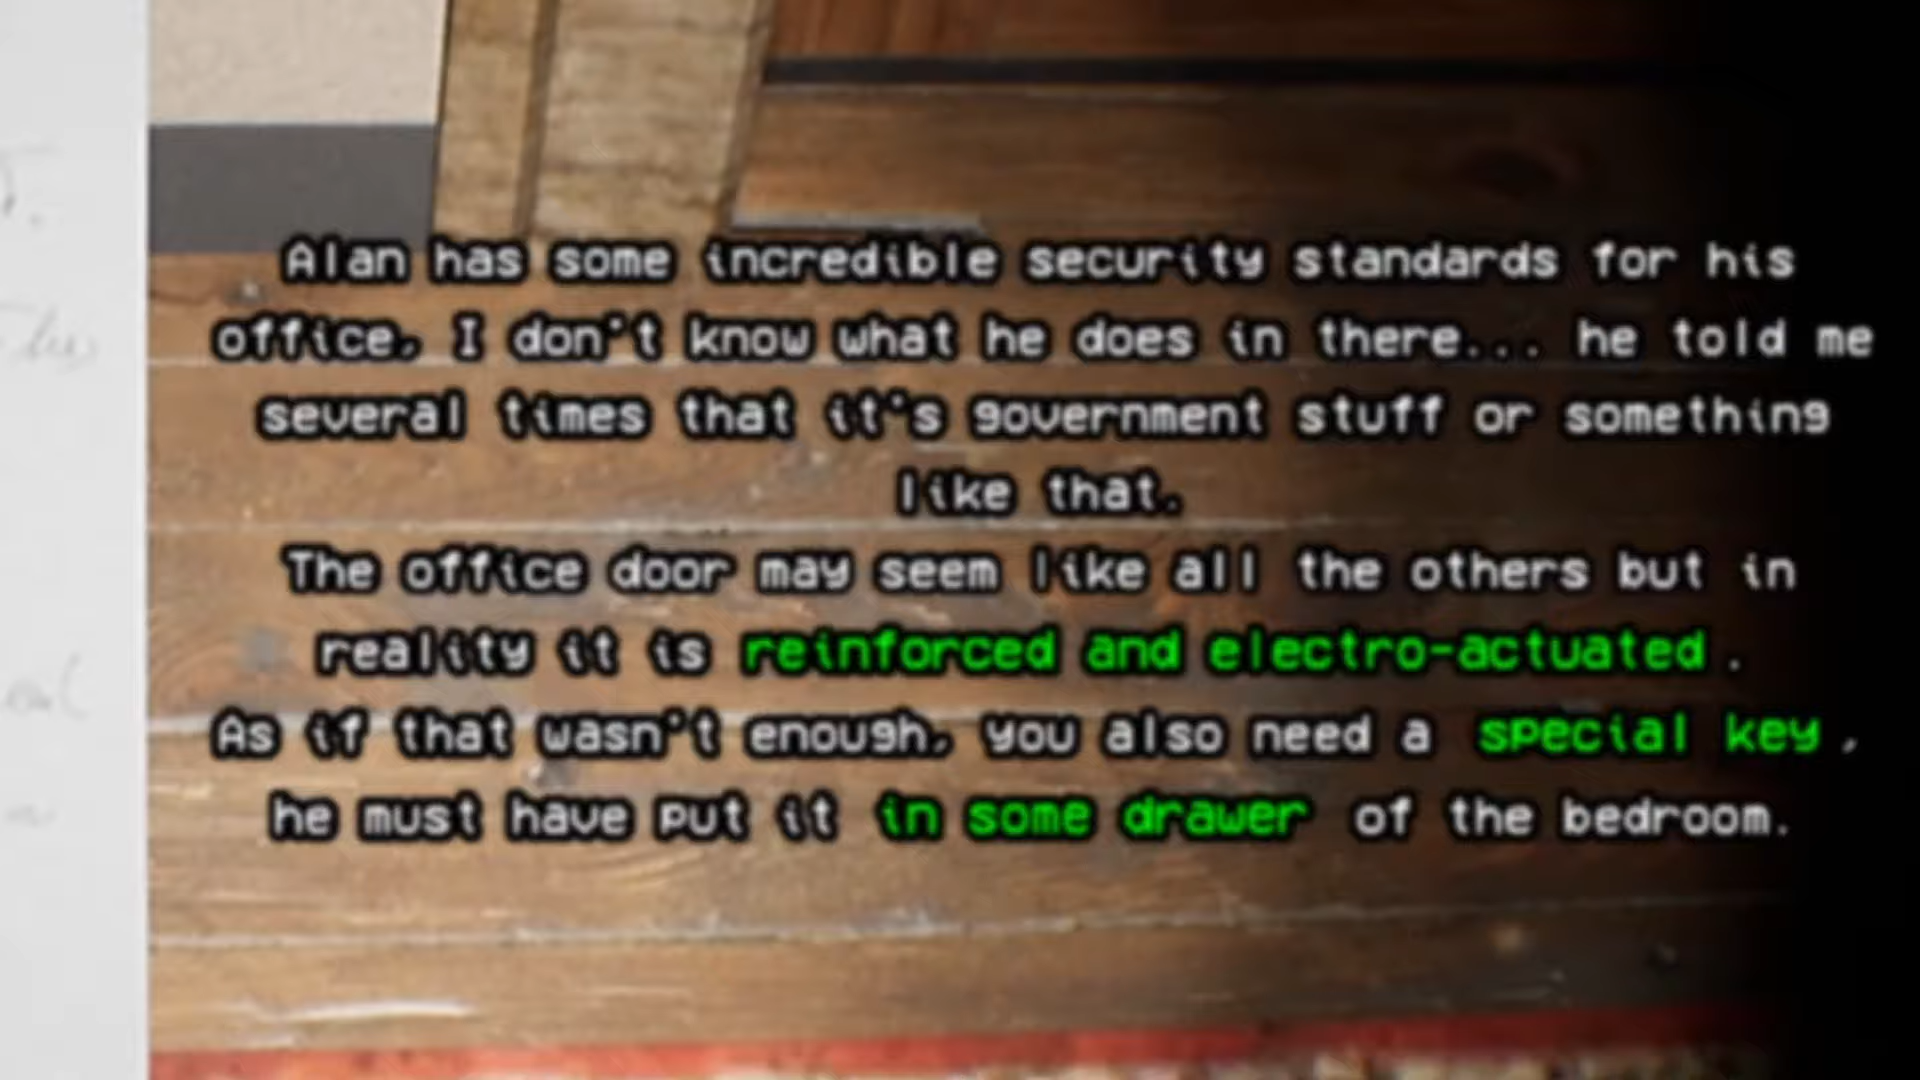 Alan has some incredible security standards for his
office, I don't know what he does in there... he told me
several times that it's government stuff or something
like that.
The office door may seem like all the others but in
reality it is reinforced and electro-actuated .
As if that wasn't enough, you also need a special key ,
he must have put it in some drawer of the bedroom.